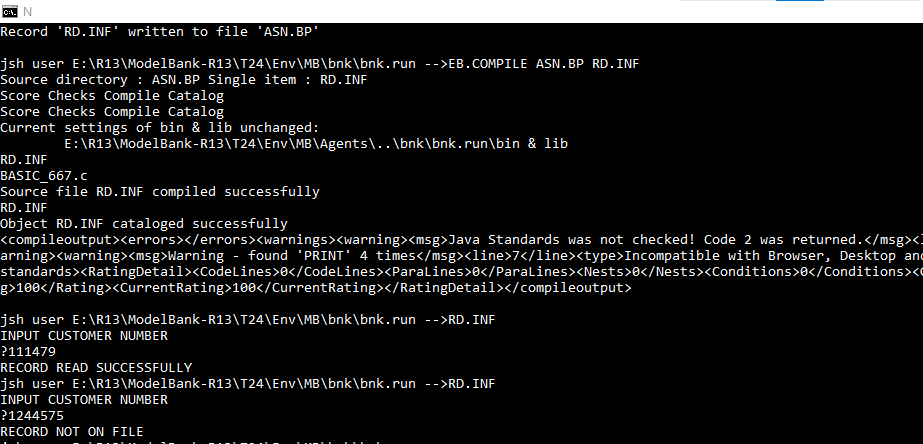 N
Record 'RD.INF' written to file 'ASN.BP'
jsh user E:\R13\ModelBank-R13\T24\Env\MB\bnk\bnk.run -->EB.COMPILE ASN.BP RD.INF
Source directory : ASN.BP Single item : RD.INF
Score Checks Compile Catalog
Score Checks Compile Catalog
Current settings of bin & lib unchanged:
E:\R13\ModelBank-R13\T24\Env\MB\Agents\..\bnk\bnk.run\bin & lib
RD.INF
BASIC_667.c
Source file RD.INF compiled successfully
RD.INF
Object RD.INF cataloged successfully
<compileoutput><errors></errors><warnings><warning><msg>Java Standards was not checked! Code 2 was returned.</msg><
arning><warning><msg>Warning - found 'PRINT' 4 times</msg><line>7</line><type>Incompatible with Browser, Desktop and
standards><RatingDetail><CodeLines>0</CodeLines><ParaLines>0</ParaLines><Nests>0</Nests><Conditions>0</Conditions><
g>100</Rating><CurrentRating>100</CurrentRating></RatingDetail></compileoutput>
jsh user E:\R13\ModelBank-R13\T24\Env\MB\bnk\bnk.run -->RD.INF
INPUT CUSTOMER NUMBER
?111479
RECORD READ SUCCESSFULLY
jsh user E:\R13\ModelBank-R13\T24\Env\MB\bnk\bnk.run -->RD.INF
INPUT CUSTOMER NUMBER
?1244575
RECORD NOT ON FILE